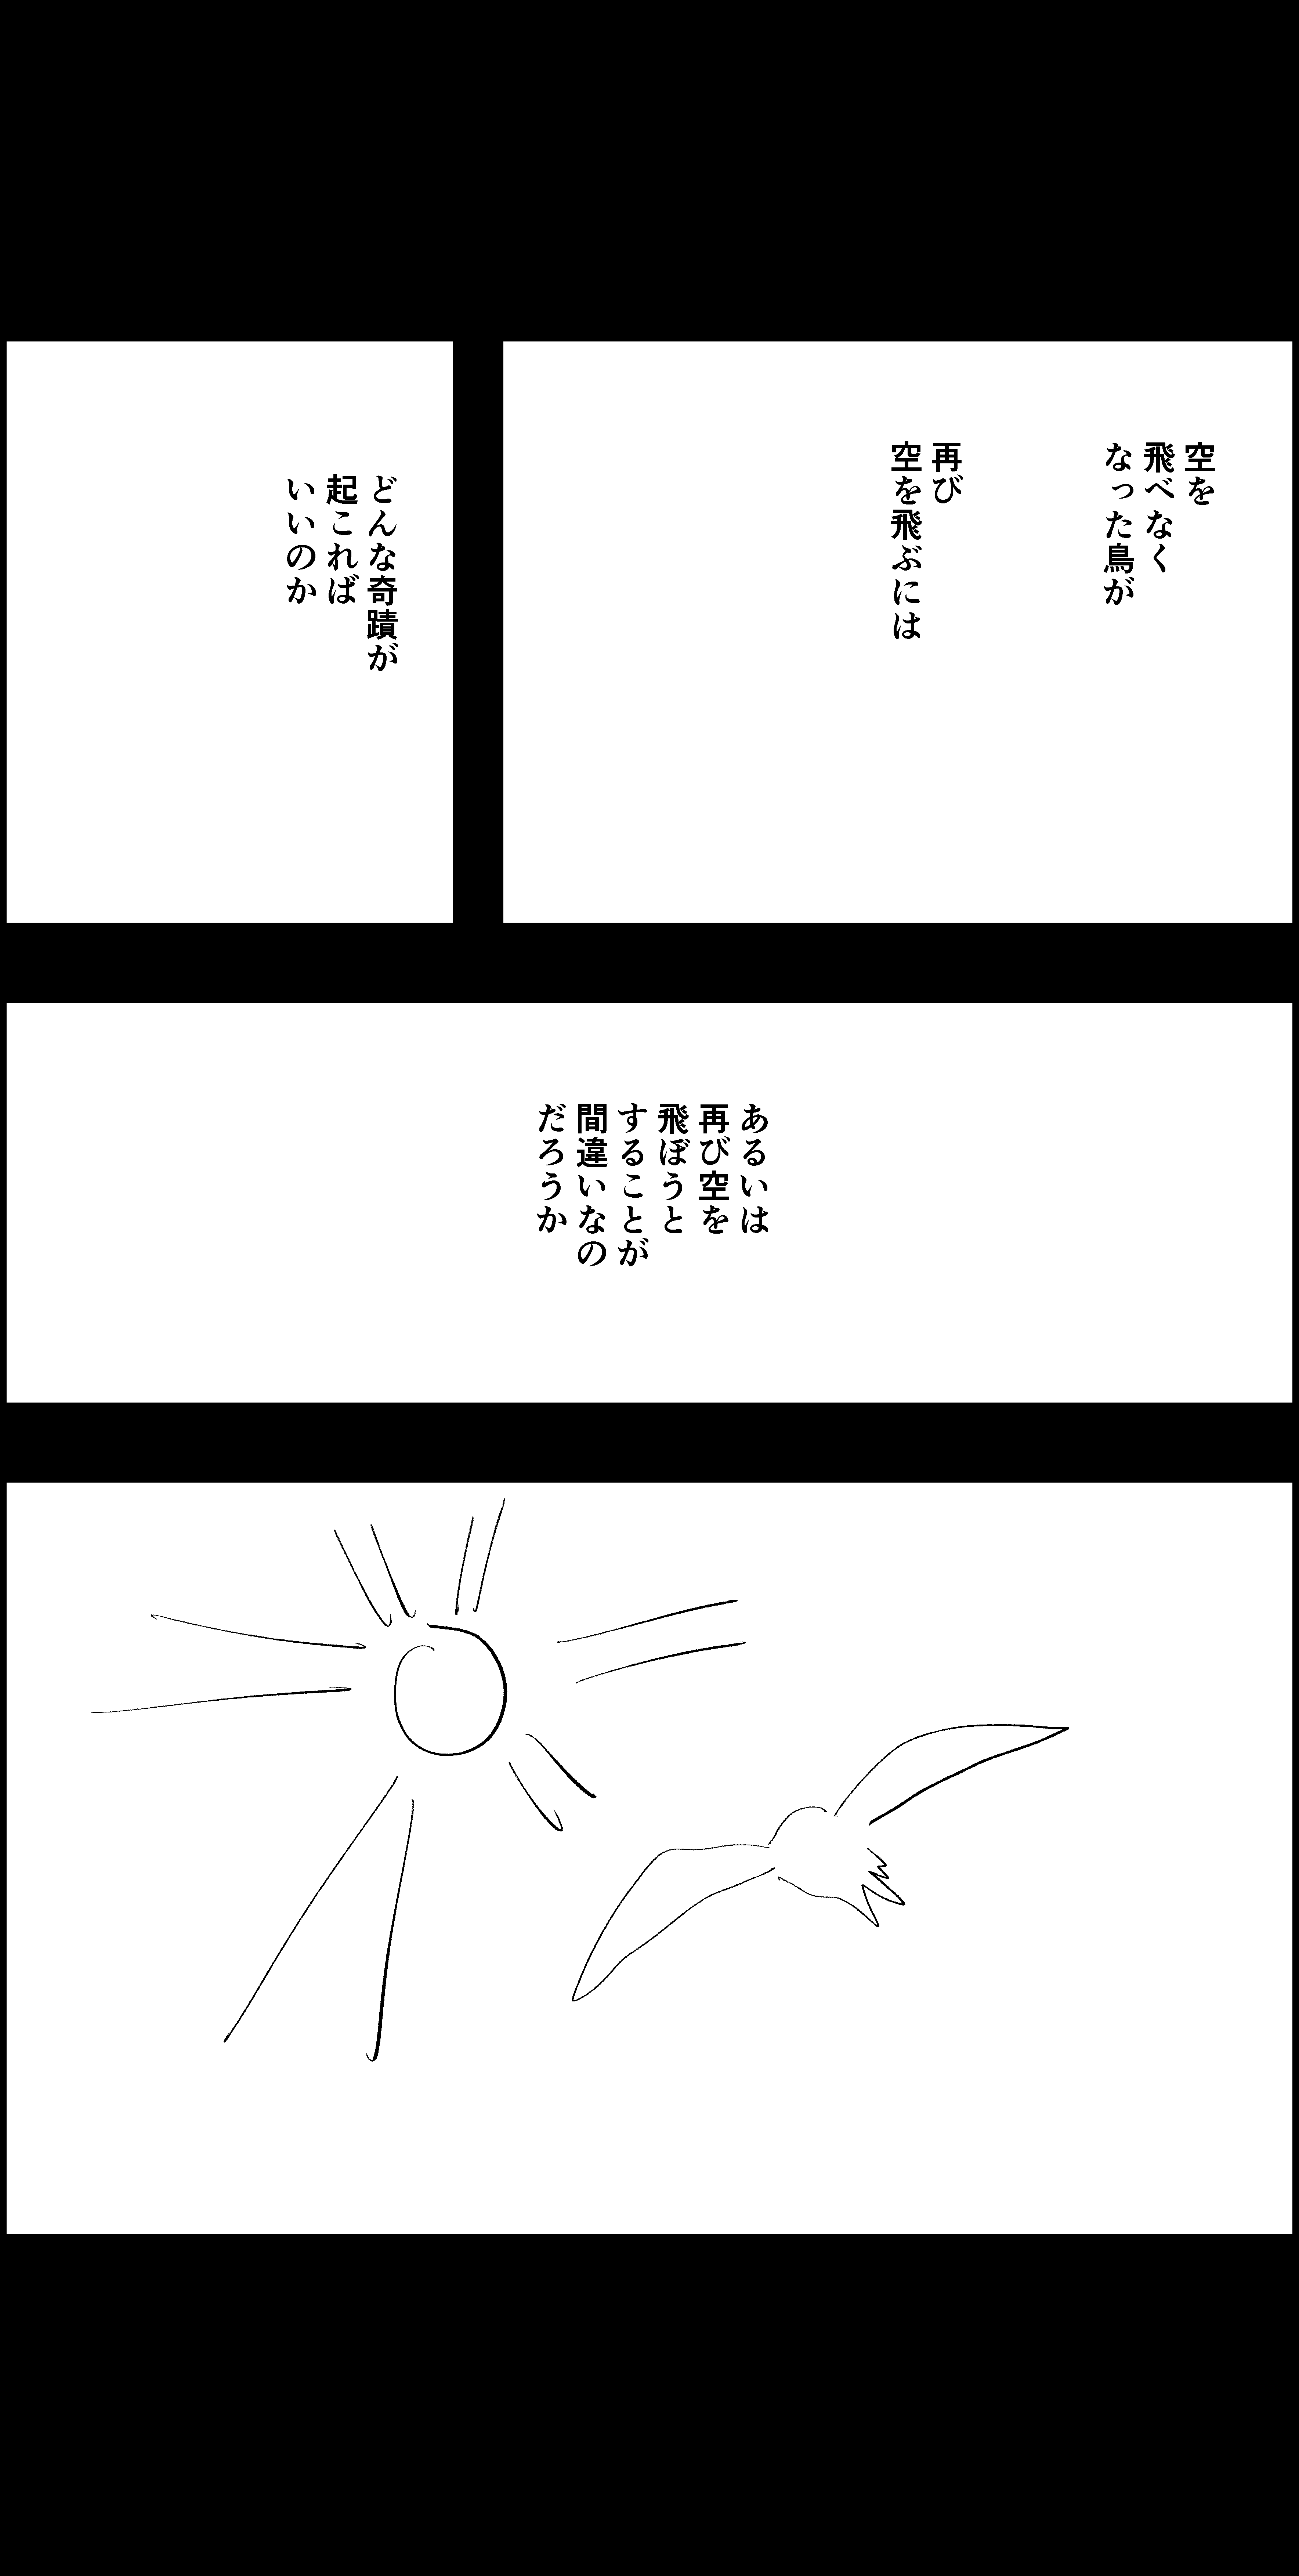 空を
飛べなく
なった鳥が
再び
空を飛ぶには
どんな奇蹟が
起これば
いいのか
あるいは
再び空を
飛ぼうと
することが
間違いなの
だろうか